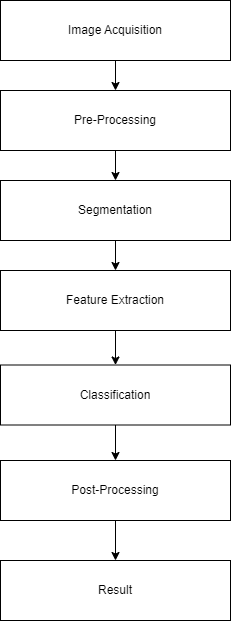 Image Acquisition
Pre-Processing
Segmentation
Feature Extraction
Classification
Post-Processing
Result